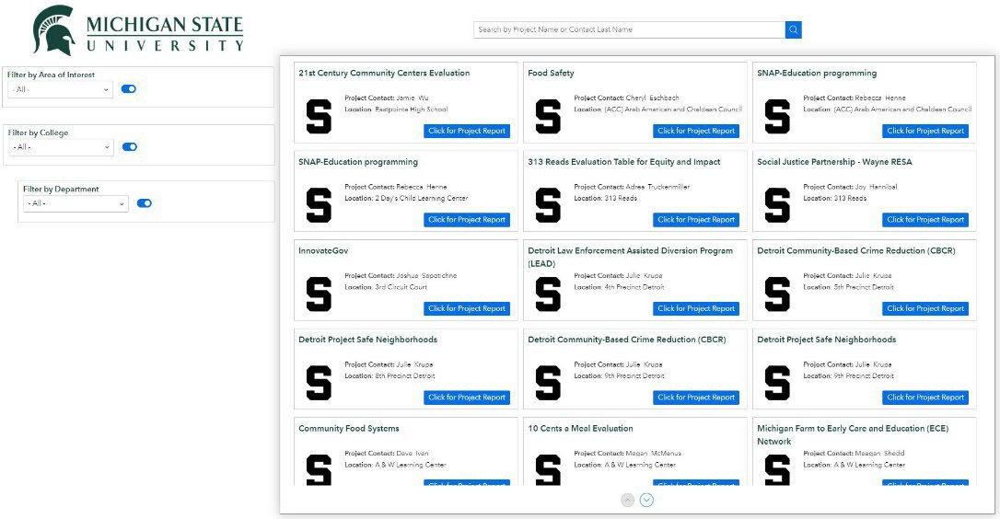 MICHIGAN STATE
UNIVERSITY
Search by Project Name or Contact Last Name
Filter by Area of Interest
- All -
Filter by College
- All -
Filter by Department
- All -
21st Century Community Centers Evaluation
S
Project Contact: Jamie Wu
Location: Eastpointe High School
Click for Project Report
Food Safety
S
Project Contact: Cheryl Eschbach
Location: (ACC) Arab American and Chaldean Council
Click for Project Report
SNAP-Education programming
S
Project Contact: Rebecca Henne
Location: (ACC) Arab American and Chaldean Council
Click for Project Report
SNAP-Education programming
S
Project Contact: Rebecca Henne
Location: 2 Day's Child Learning Center
Click for Project Report
313 Reads Evaluation Table for Equity and Impact
S
Project Contact: Adrea Truckenmiller
Location: 313 Reads
Click for Project Report
Social Justice Partnership - Wayne RESA
S
Project Contact: Joy Hannibal
Location: 313 Reads
Click for Project Report
InnovateGov
S
Project Contact: Joshua Sapotichne
Location: 3rd Circuit Court
Click for Project Report
Detroit Law Enforcement Assisted Diversion Program
(LEAD)
S
Project Contact: Julie Krupa
Location: 4th Precinct Detroit
Click for Project Report
Detroit Community-Based Crime Reduction (CBCR)
S
Project Contact: Julie Krupa
Location: 5th Precinct Detroit
Click for Project Report
Detroit Project Safe Neighborhoods
S
Project Contact: Julie Krupa
Location: 8th Precinct Detroit
Click for Project Report
Detroit Community-Based Crime Reduction (CBCR)
S
Project Contact: Julie Krupa
Location: 9th Precinct Detroit
Click for Project Report
Detroit Project Safe Neighborhoods
S
Project Contact: Julie Krupa
Location: 9th Precinct Detroit
Click for Project Report
Community Food Systems
S
Project Contact: Dave Iven
Location: A & W Learning Center
Click for Project Report
10 Cents a Meal Evaluation
S
Project Contact: Megan McManus
Location: A & W Learning Center
Click for Project Report
Michigan Farm to Early Care and Education (ECE)
Network
S
Project Contact: Meagan Shedd
Location: A & W Learning Center
Click for Project Report